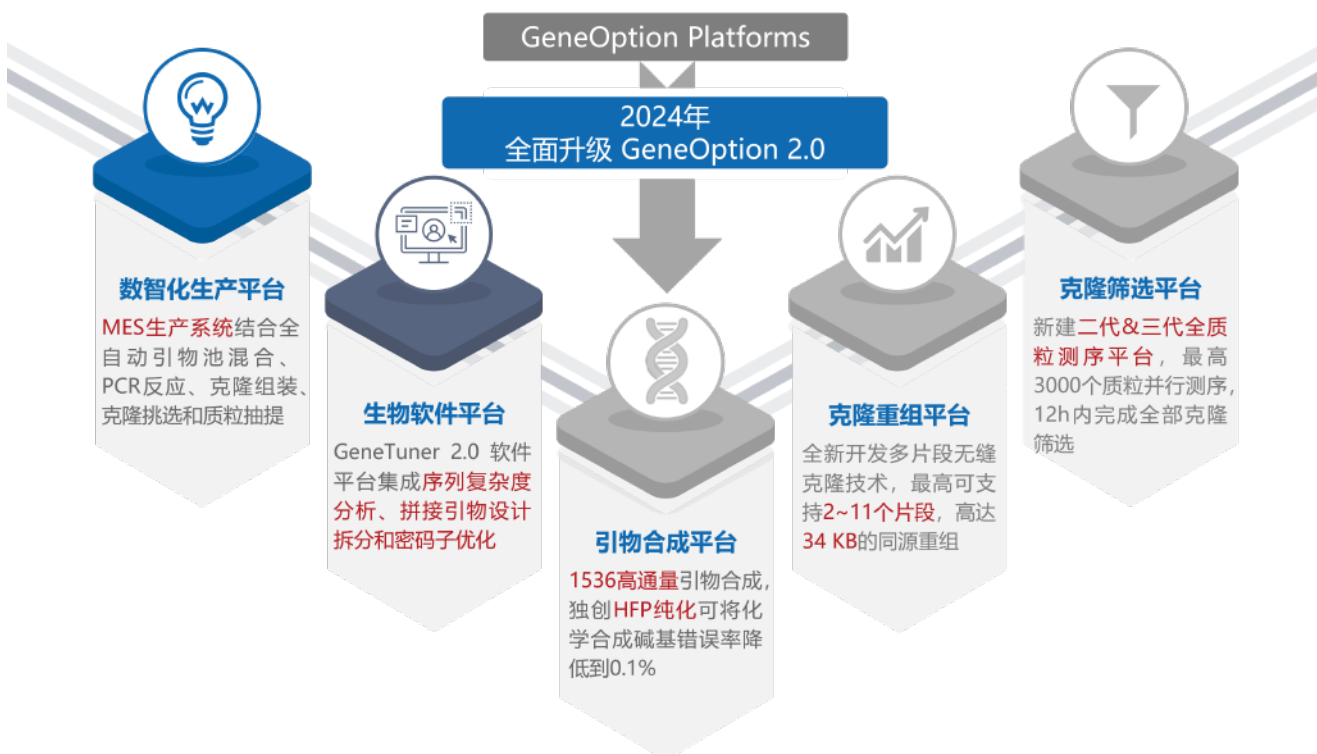 GeneOption Platforms
2024年
全面升级 GeneOption 2.0
数智化生产平台
MES生产系统结合全
自动引物池混合、
PCR反应、克隆组装、
克隆挑选和质粒抽提
生物软件平台
GeneTuner 2.0 软件
平台集成序列复杂度
分析、拼接引物设计
拆分和密码子优化
引物合成平台
1536高通量引物合成,
独创HFP纯化可将化
学合成碱基错误率降
低到0.1%
克隆重组平台
全新开发多片段无缝
克隆技术，最高可支
持2~11个片段，高达
34 KB的同源重组
克隆筛选平台
新建二代&三代全质
粒测序平台，最高
3000个质粒并行测序,
12h内完成全部克隆
筛选